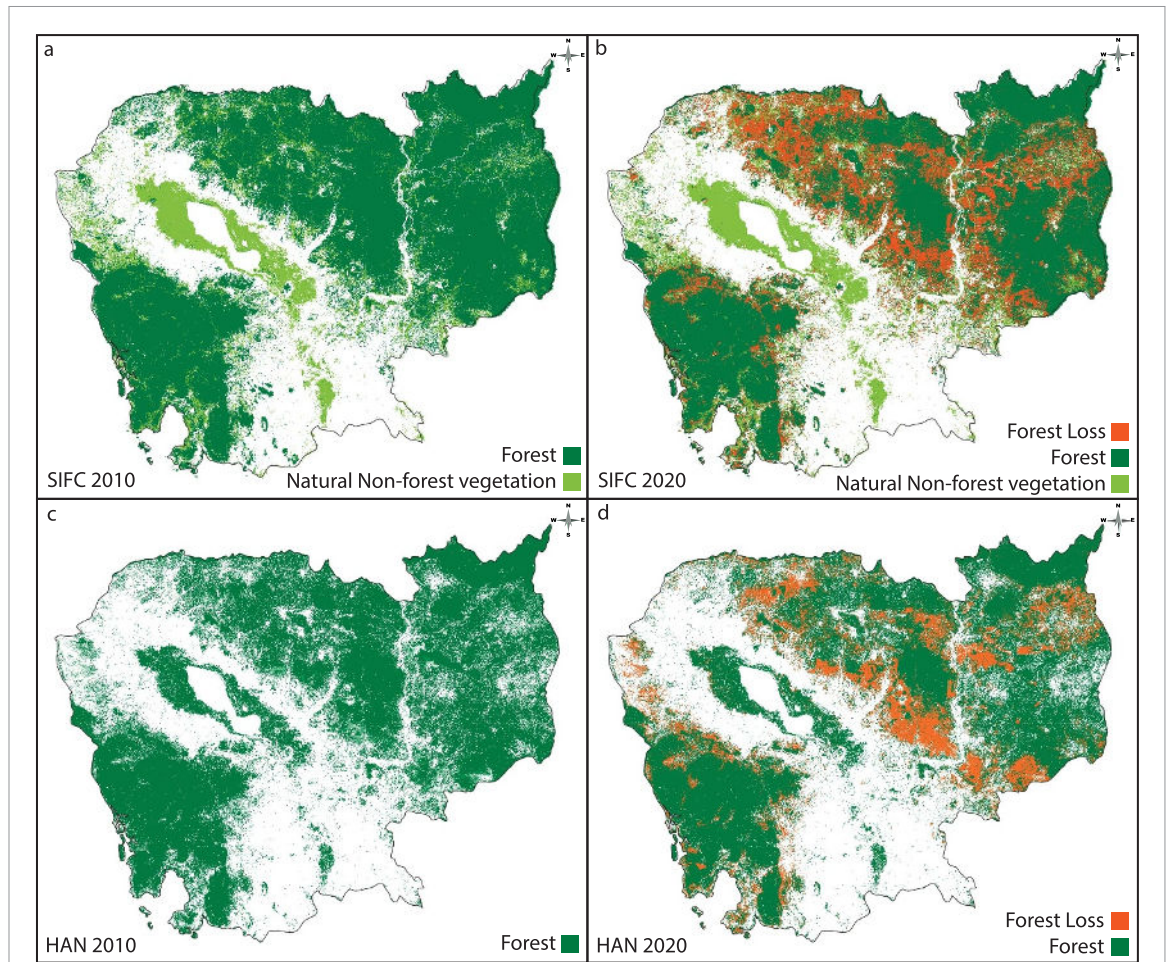 a
N
W E
S
Forest
SIFC 2010
Natural Non-forest vegetation
b
N
W E
S
Forest Loss
Forest
SIFC 2020
Natural Non-forest vegetation
c
N
W E
S
HAN 2010
Forest
d
N
W E
S
Forest Loss
HAN 2020
Forest